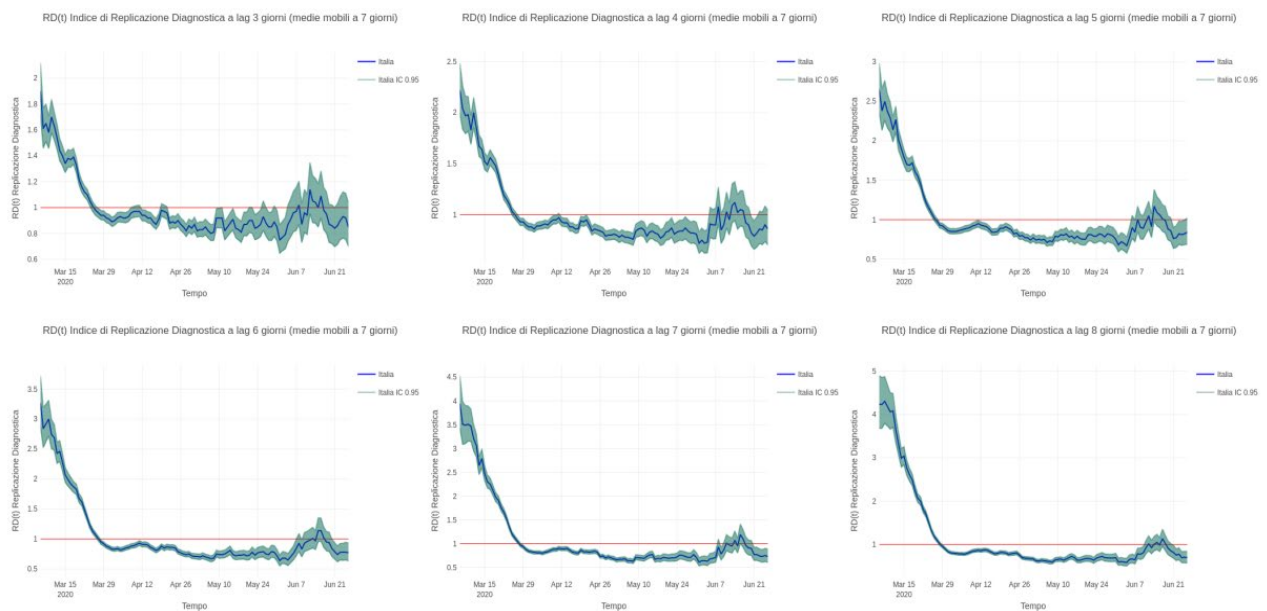 RD(t) Indice di Replicazione Diagnostica a lag 3 giorni (medie mobili a 7 giorni)
Italia
Italia IC 0.95
RD(t) Replicazione Diagnostica
2
1.8
1.6
1.4
1.2
1
0.8
0.6
Mar 15 Mar 29 Apr 12 Apr 26 May 10 May 24 Jun 7 Jun 21
2020
Tempo
RD(t) Indice di Replicazione Diagnostica a lag 4 giorni (medie mobili a 7 giorni)
Italia
Italia IC 0.95
RD(t) Replicazione Diagnostica
2.5
2
1.5
1
Mar 15 Mar 29 Apr 12 Apr 26 May 10 May 24 Jun 7 Jun 21
2020
Tempo
RD(t) Indice di Replicazione Diagnostica a lag 5 giorni (medie mobili a 7 giorni)
Italia
Italia IC 0.95
RD(t) Replicazione Diagnostica
3
2.5
2
1.5
1
0.5
Mar 15 Mar 29 Apr 12 Apr 26 May 10 May 24 Jun 7 Jun 21
2020
Tempo
RD(t) Indice di Replicazione Diagnostica a lag 6 giorni (medie mobili a 7 giorni)
Italia
Italia IC 0.95
RD(t) Replicazione Diagnostica
3.5
3
2.5
2
1.5
1
0.5
Mar 15 Mar 29 Apr 12 Apr 26 May 10 May 24 Jun 7 Jun 21
2020
Tempo
RD(t) Indice di Replicazione Diagnostica a lag 7 giorni (medie mobili a 7 giorni)
Italia
Italia IC 0.95
RD(t) Replicazione Diagnostica
4.5
4
3.5
3
2.5
2
1.5
1
0.5
Mar 15 Mar 29 Apr 12 Apr 26 May 10 May 24 Jun 7 Jun 21
2020
Tempo
RD(t) Indice di Replicazione Diagnostica a lag 8 giorni (medie mobili a 7 giorni)
Italia
Italia IC 0.95
RD(t) Replicazione Diagnostica
5
4
3
2
1
Mar 15 Mar 29 Apr 12 Apr 26 May 10 May 24 Jun 7 Jun 21
2020
Tempo